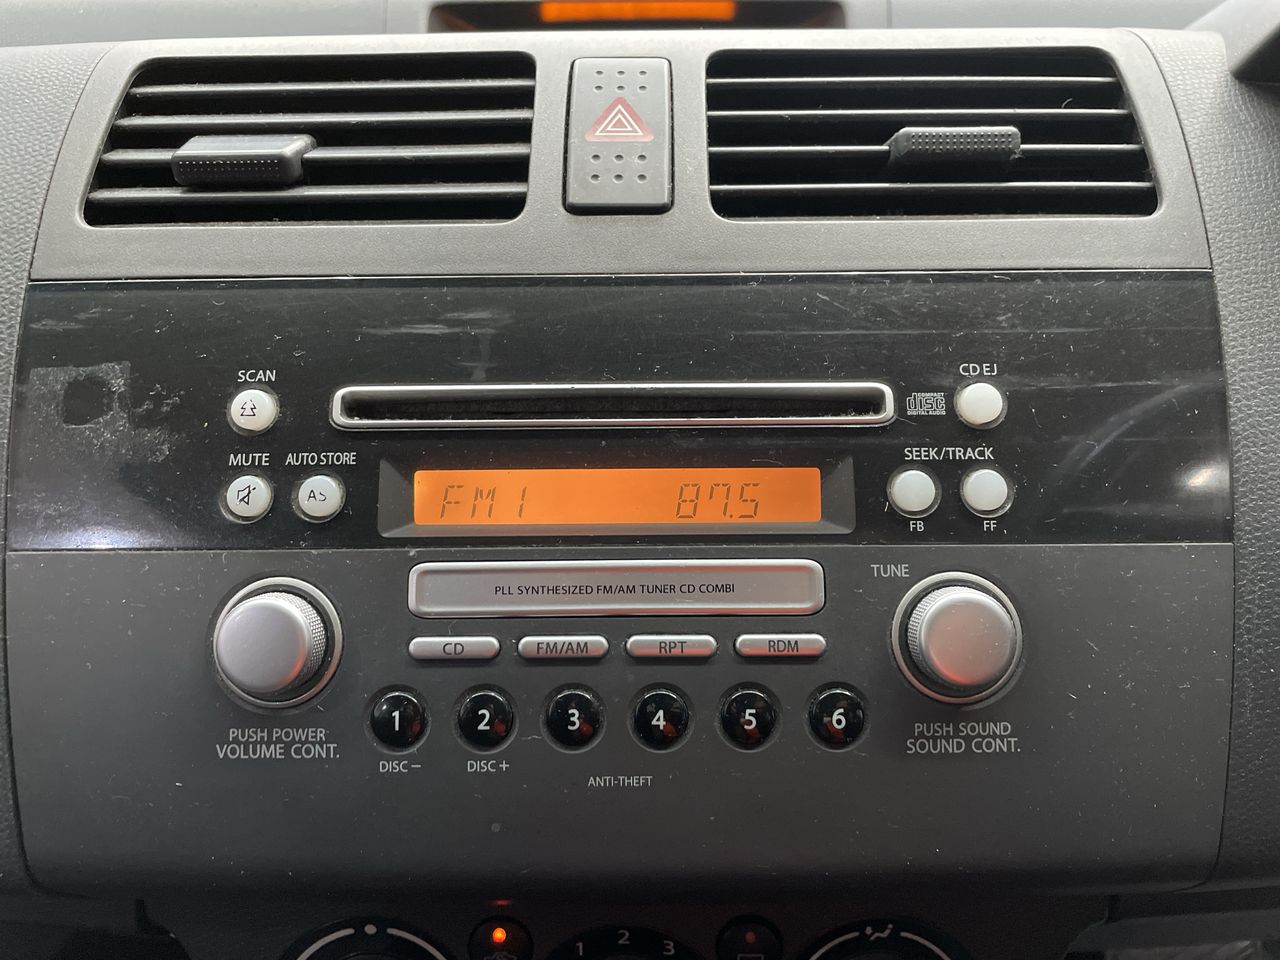 SCAN
CD EJ
COMPACT
disc
DIGITAL AUDIO
MUTE
AUTO STORE
AS
SEEK/TRACK
FB
FF
FM1 87.5
PLL SYNTHESIZED FM/AM TUNER CD COMBI
TUNE
CD
FM/AM
RPT
RDM
1
2
3
4
5
6
PUSH POWER
VOLUME CONT.
PUSH SOUND
SOUND CONT.
DISC−
DISC+
ANTI-THEFT
1 2 3